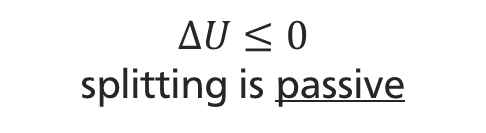 ΔU ≤ 0
splitting is passive